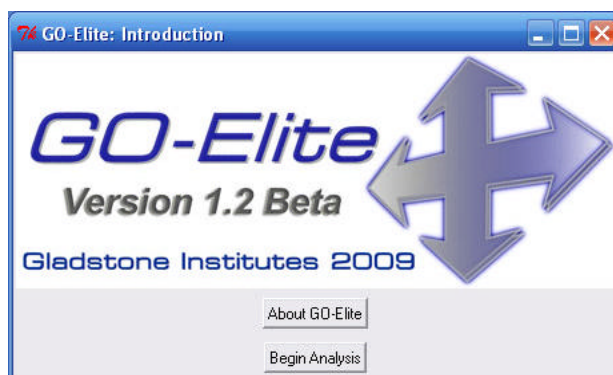 GO-Elite: Introduction
GO-Elite
Version 1.2 Beta
Gladstone Institutes 2009
About GO-Elite
Begin Analysis